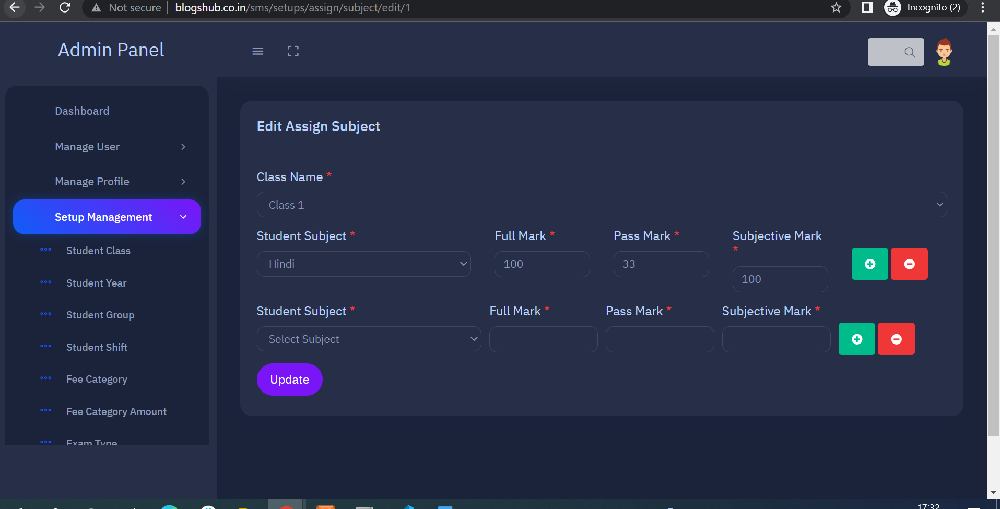 Not secure | blogshub.co.in/sms/setups/assign/subject/edit/1
Incognito (2)
Admin Panel
Dashboard
Manage User
Manage Profile
Setup Management
Student Class
Student Year
Student Group
Student Shift
Fee Category
Fee Category Amount
Exam Type
Edit Assign Subject
Class Name *
Class 1
Student Subject * Full Mark * Pass Mark * Subjective Mark *
Hindi 100 33 100
Student Subject * Full Mark * Pass Mark * Subjective Mark *
Select Subject
Update
17:32